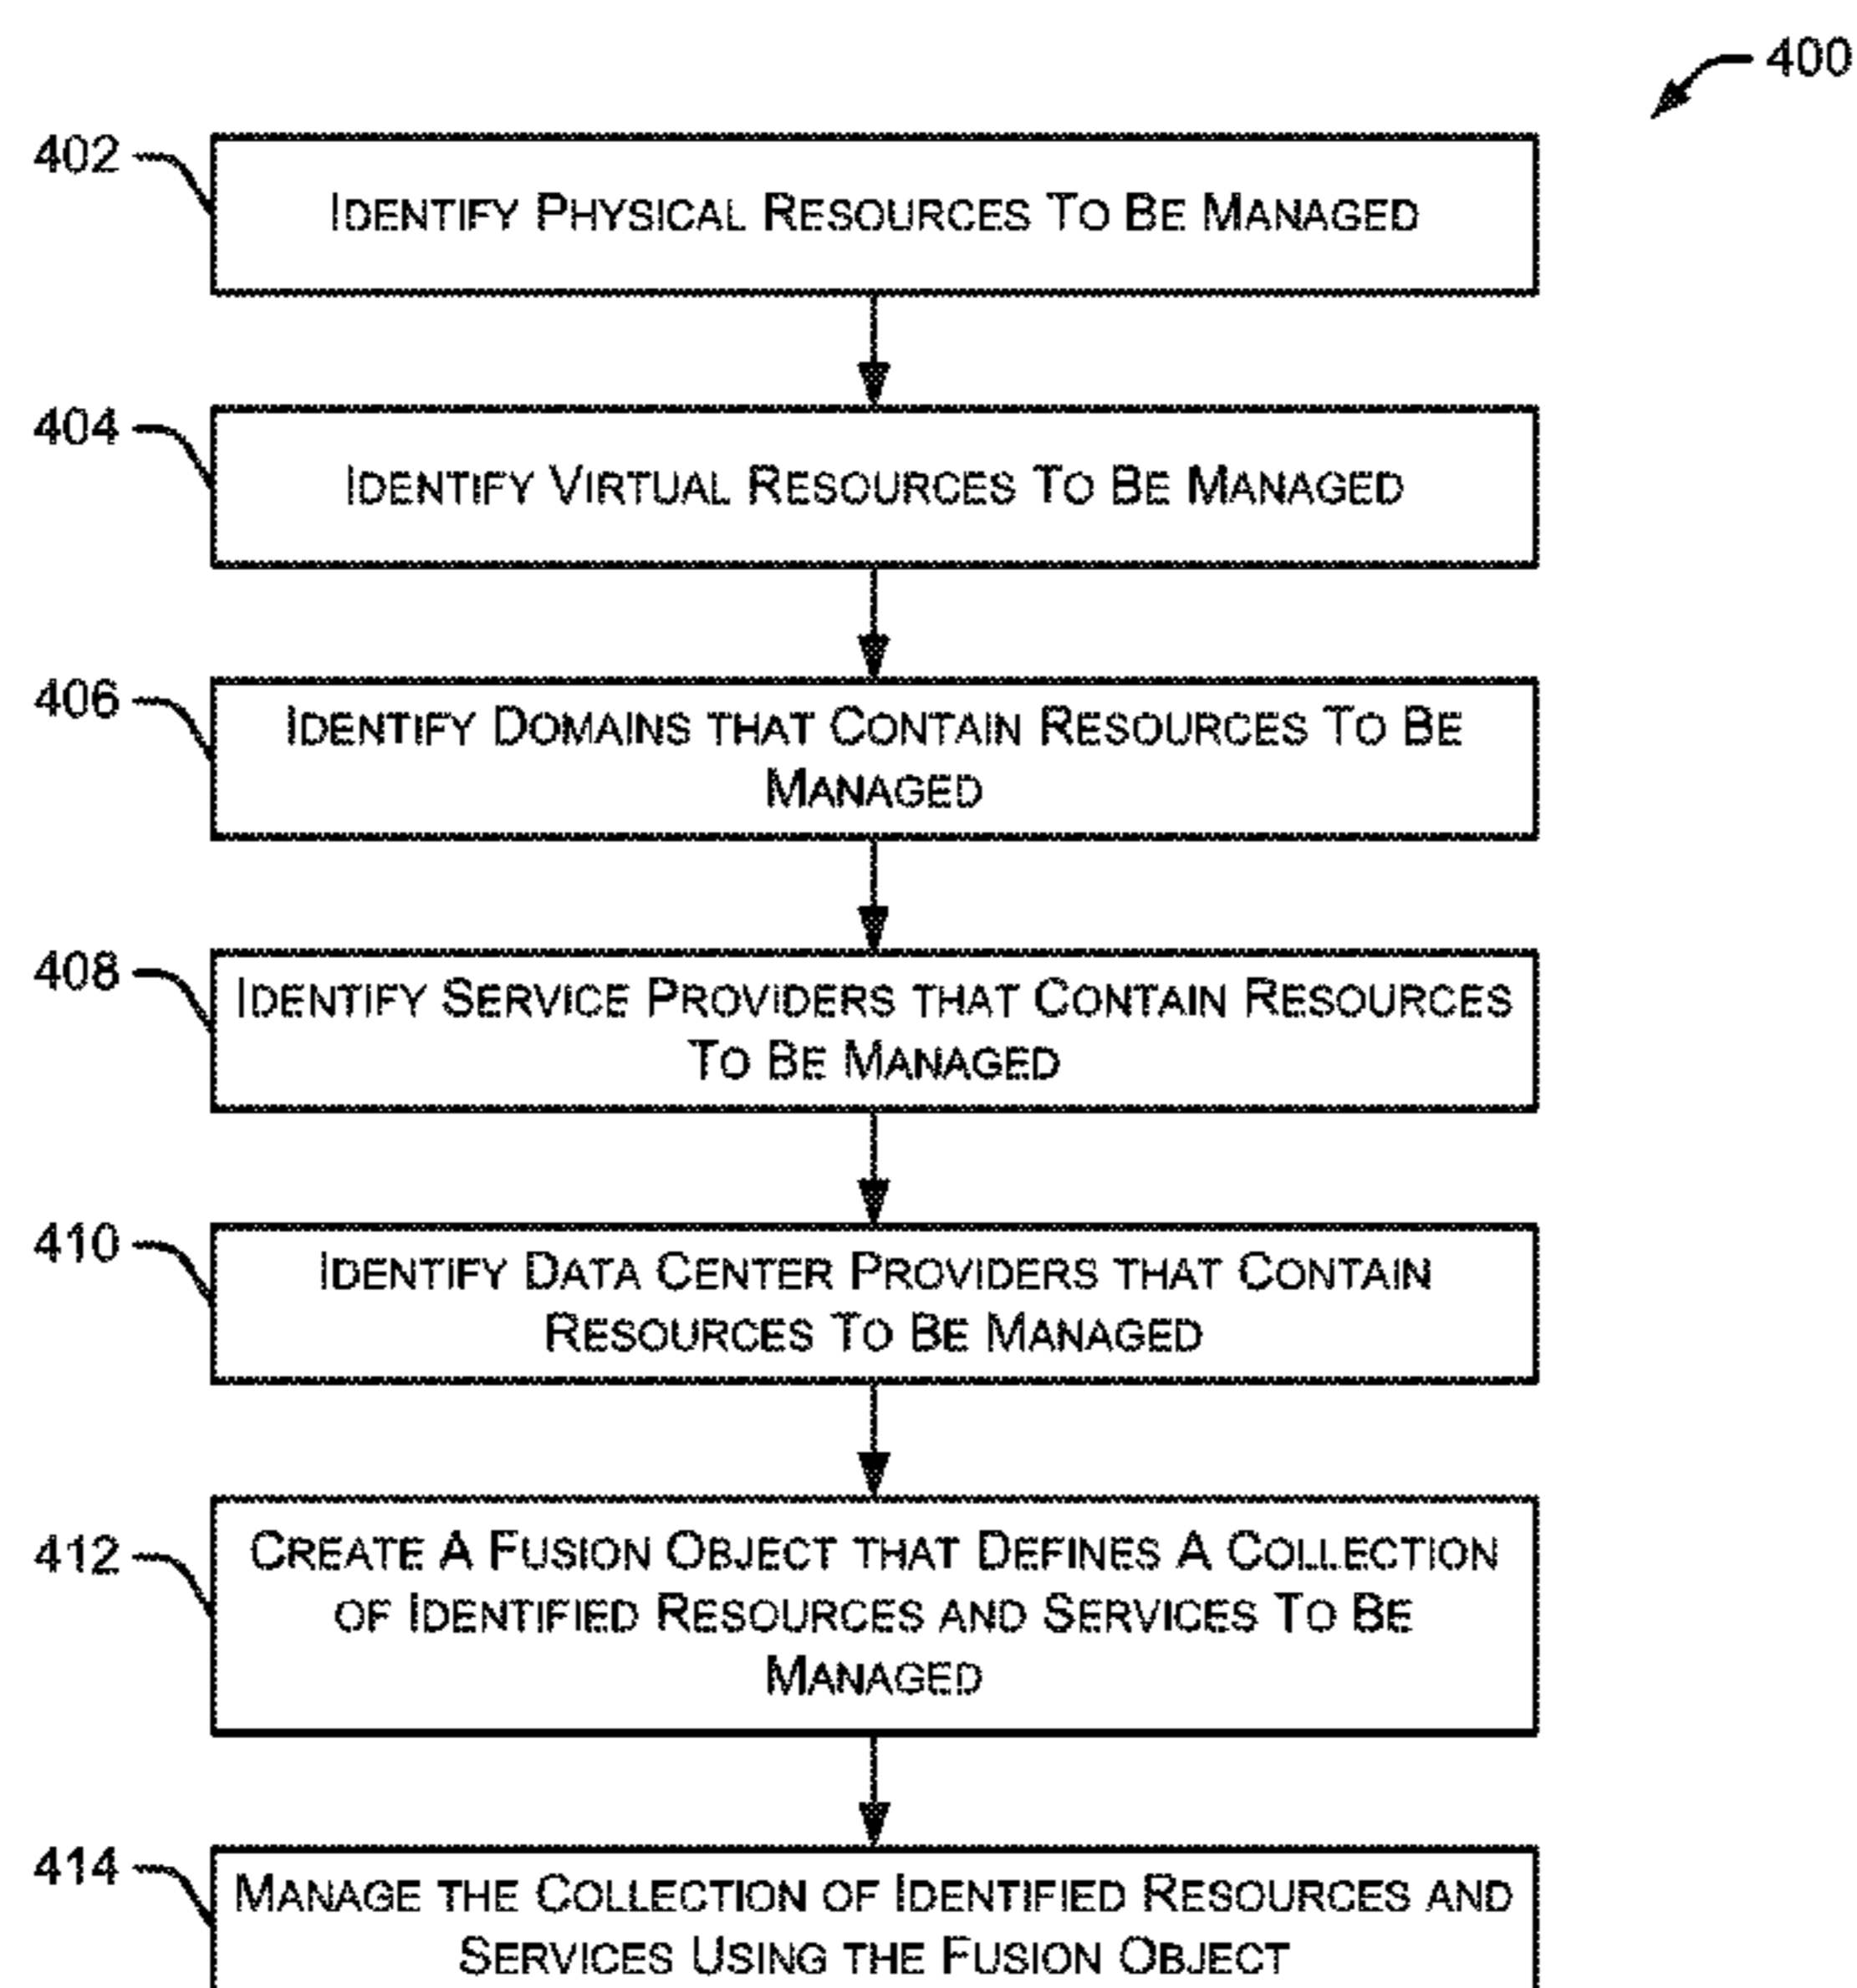 400
402
IDENTIFY PHYSICAL RESOURCES TO BE MANAGED
404
IDENTIFY VIRTUAL RESOURCES TO BE MANAGED
406
IDENTIFY DOMAINS THAT CONTAIN RESOURCES TO BE
MANAGED
408
IDENTIFY SERVICE PROVIDERS THAT CONTAIN RESOURCES
TO BE MANAGED
410
IDENTIFY DATA CENTER PROVIDERS THAT CONTAIN
RESOURCES TO BE MANAGED
412
CREATE A FUSION OBJECT THAT DEFINES A COLLECTION
OF IDENTIFIED RESOURCES AND SERVICES TO BE
MANAGED
414
MANAGE THE COLLECTION OF IDENTIFIED RESOURCES AND
SERVICES USING THE FUSION OBJECT